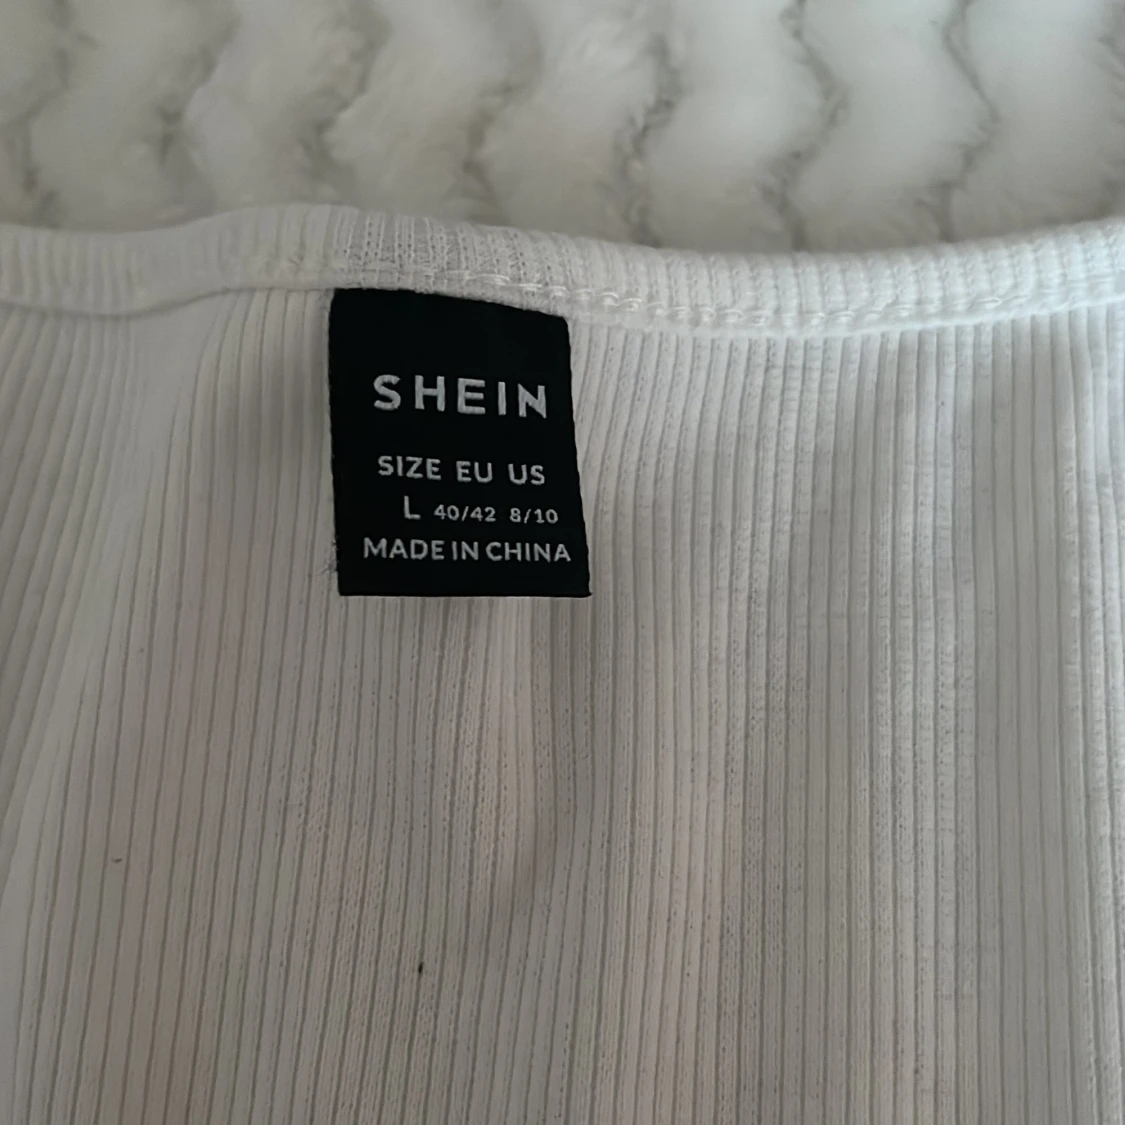 SHEIN
SIZE EU US
L 40/42 8/10
MADE IN CHINA